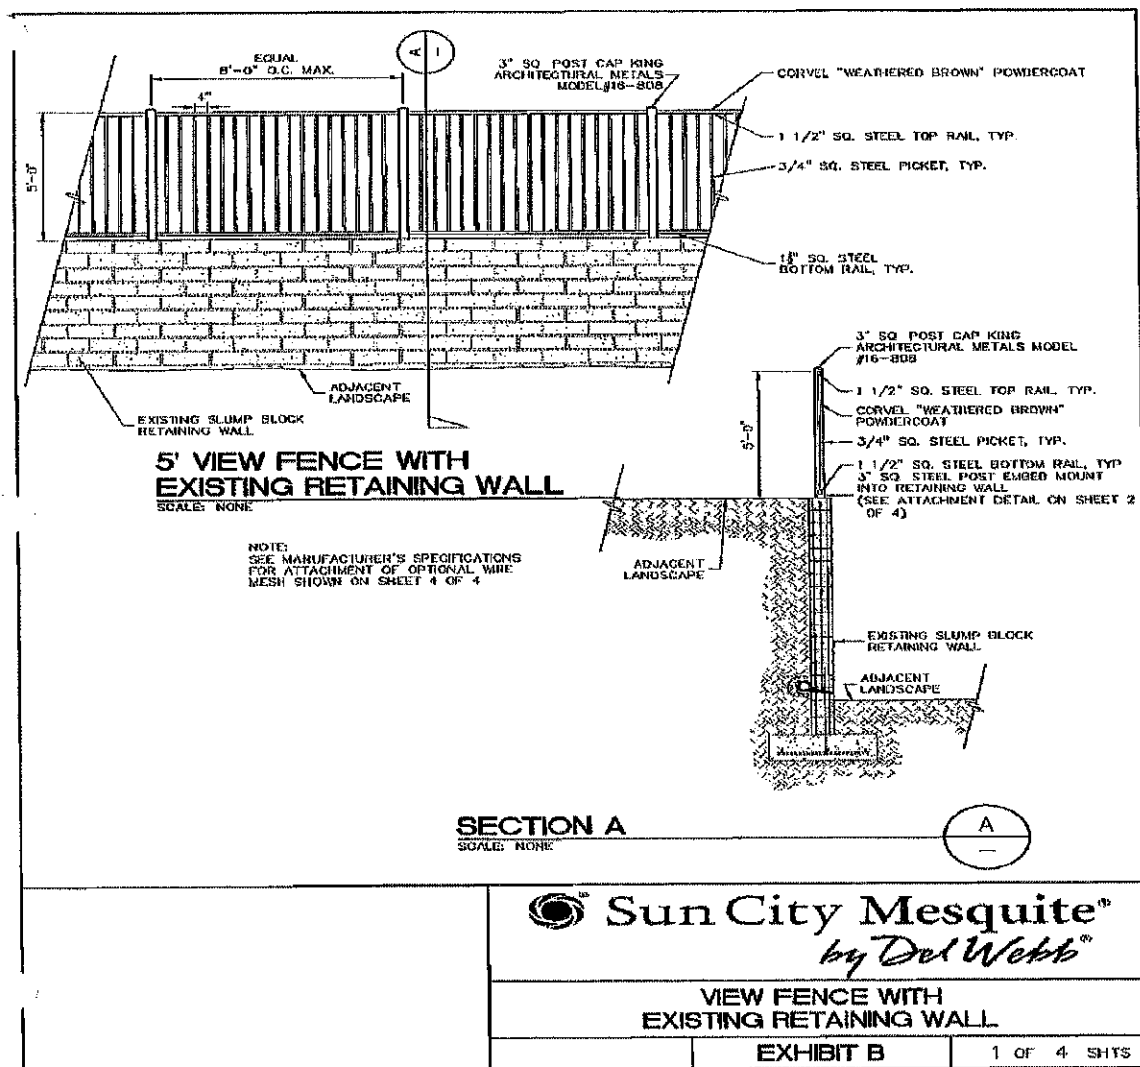 EQUAL
8'-0" O.C. MAX.
A
—
3" SQ. POST CAP KING
ARCHITECTURAL METALS
MODEL#16-808
CORVEL "WEATHERED BROWN" POWDERCOAT
4"
1 1/2" SQ. STEEL TOP RAIL, TYP.
3/4" SQ. STEEL PICKET, TYP.
5'-0"
SQ. STEEL
BOTTOM RAIL, TYP.
ADJACENT
LANDSCAPE
EXISTING SLUMP BLOCK
RETAINING WALL
5' VIEW FENCE WITH
EXISTING RETAINING WALL
SCALE: NONE
NOTE:
SEE MANUFACTURER'S SPECIFICATIONS
FOR ATTACHMENT OF OPTIONAL WIRE
MESH SHOWN ON SHEET 4 OF 4
3" SQ. POST CAP KING
ARCHITECTURAL METALS MODEL
#16-808
1 1/2" SQ. STEEL TOP RAIL, TYP.
CORVEL "WEATHERED BROWN"
POWDERCOAT
5'-0"
3/4" SQ. STEEL PICKET, TYP.
1 1/2" SQ. STEEL BOTTOM RAIL, TYP
3" SQ. STEEL POST EMBED MOUNT
INTO RETAINING WALL
(SEE ATTACHMENT DETAIL ON SHEET 2
OF 4)
ADJACENT
LANDSCAPE
EXISTING SLUMP BLOCK
RETAINING WALL
ADJACENT
LANDSCAPE
SECTION A
SCALE: NONE
A
—
Sun City Mesquite®
by Del Webb®
VIEW FENCE WITH
EXISTING RETAINING WALL
EXHIBIT B
1 OF 4 SHTS